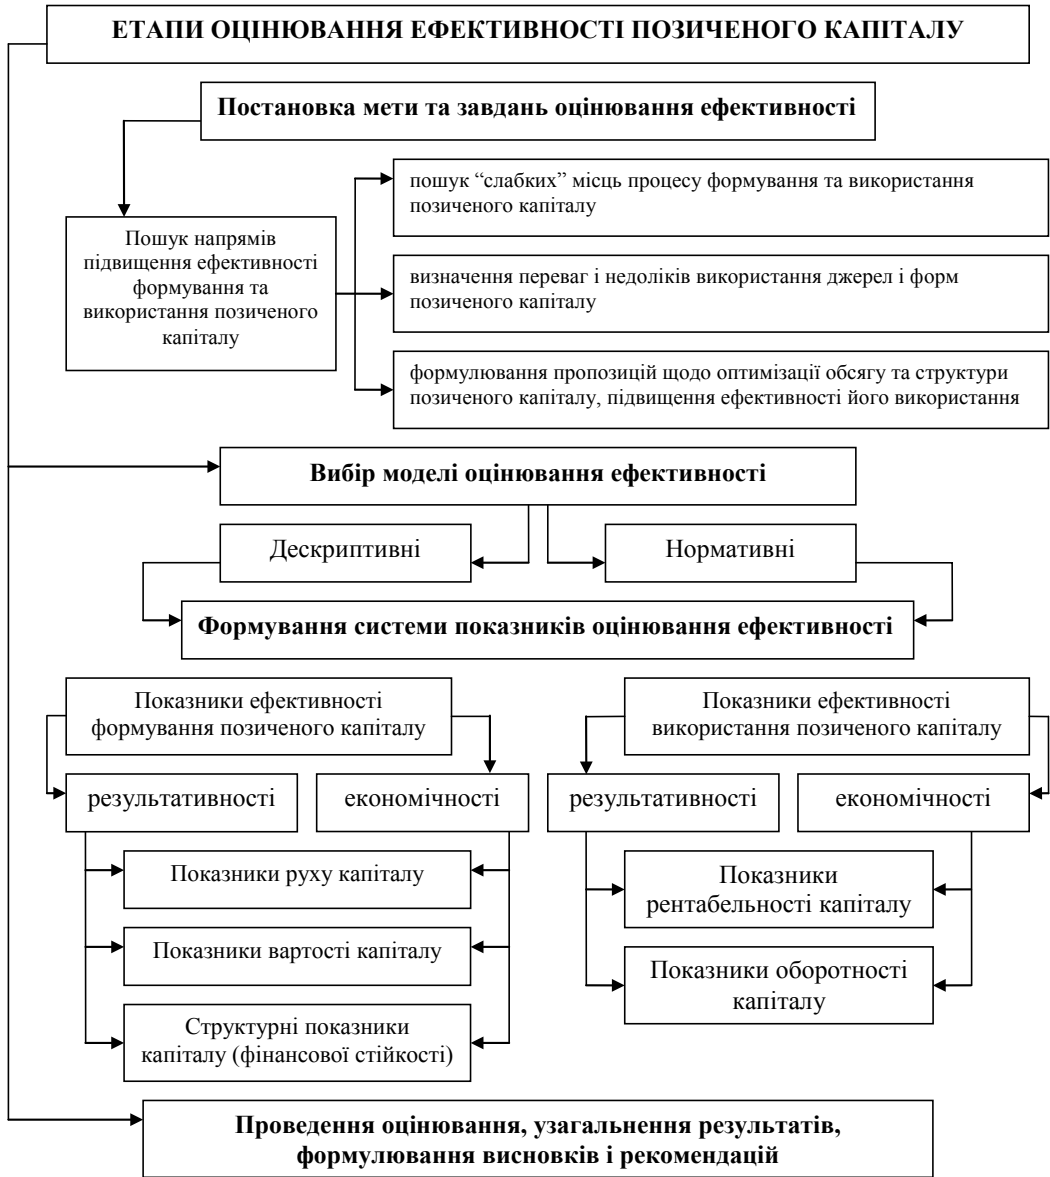 ЕТАПИ ОЦІНЮВАННЯ ЕФЕКТИВНОСТІ ПОЗИЧЕНОГО КАПІТАЛУ
Постановка мети та завдань оцінювання ефективності
Пошук напрямів
підвищення ефективності
формування та
використання позиченого
капіталу
пошук “слабких” місць процесу формування та використання
позиченого капіталу
визначення переваг і недоліків використання джерел і форм
позиченого капіталу
формулювання пропозицій щодо оптимізації обсягу та структури
позиченого капіталу, підвищення ефективності його використання
Вибір моделі оцінювання ефективності
Дескриптивні
Нормативні
Формування системи показників оцінювання ефективності
Показники ефективності
формування позиченого капіталу
Показники ефективності
використання позиченого капіталу
результативності
економічності
результативності
економічності
Показники руху капіталу
Показники вартості капіталу
Структурні показники
капіталу (фінансової стійкості)
Показники
рентабельності капіталу
Показники оборотності
капіталу
Проведення оцінювання, узагальнення результатів,
формулювання висновків і рекомендацій